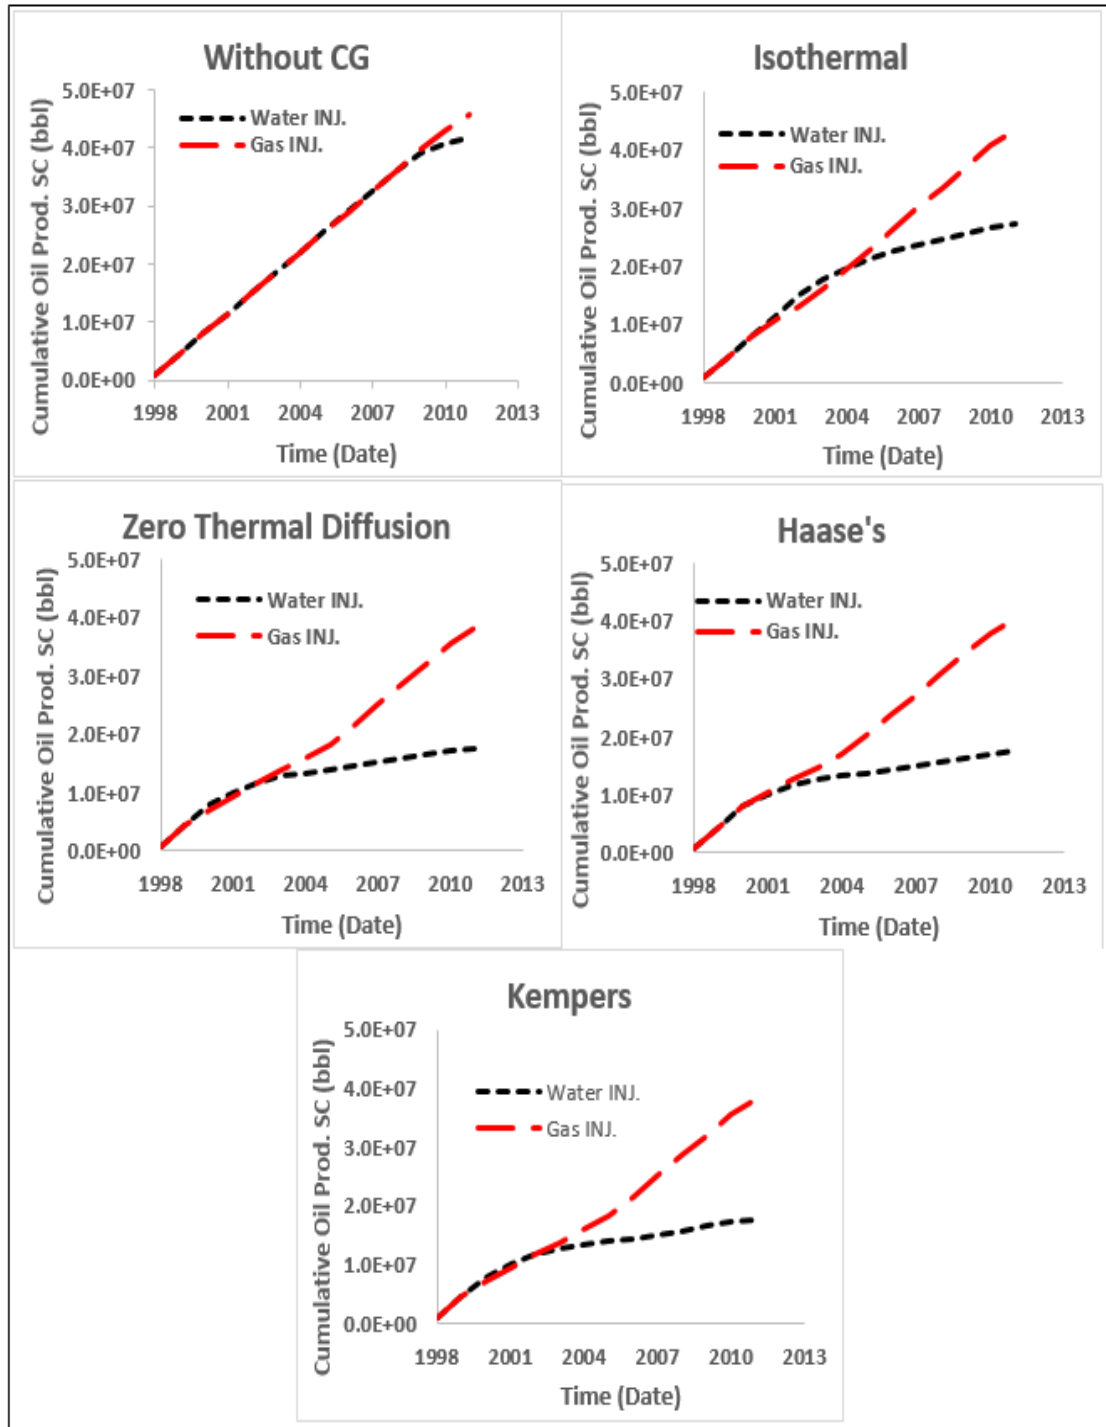 Without CG
Cumulative Oil Prod. SC (bbl)
5.0E+07
4.0E+07
3.0E+07
2.0E+07
1.0E+07
0.0E+00
Water INJ.
Gas INJ.
1998 2001 2004 2007 2010 2013
Time (Date)
Isothermal
Cumulative Oil Prod. SC (bbl)
5.0E+07
4.0E+07
3.0E+07
2.0E+07
1.0E+07
0.0E+00
Water INJ.
Gas INJ.
1998 2001 2004 2007 2010 2013
Time (Date)
Zero Thermal Diffusion
Cumulative Oil Prod. SC (bbl)
5.0E+07
4.0E+07
3.0E+07
2.0E+07
1.0E+07
0.0E+00
Water INJ.
Gas INJ.
1998 2001 2004 2007 2010 2013
Time (Date)
Haase's
Cumulative Oil Prod. SC (bbl)
5.0E+07
4.0E+07
3.0E+07
2.0E+07
1.0E+07
0.0E+00
Water INJ.
Gas INJ.
1998 2001 2004 2007 2010 2013
Time (Date)
Kempers
Cumulative Oil Prod. SC (bbl)
5.0E+07
4.0E+07
3.0E+07
2.0E+07
1.0E+07
0.0E+00
Water INJ.
Gas INJ.
1998 2001 2004 2007 2010 2013
Time (Date)